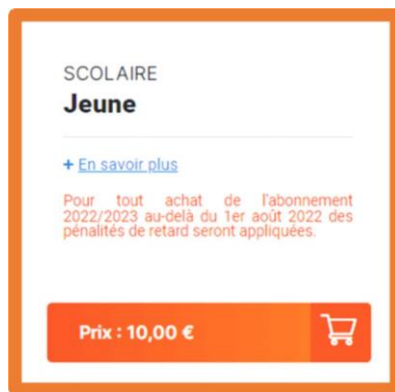 SCOLAIRE
Jeune
+ En savoir plus
Pour tout achat de l'abonnement
2022/2023 au-delà du 1er août 2022 des
pénalités de retard seront appliquées.
Prix : 10,00 €